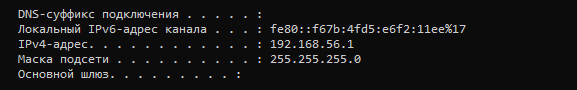 DNS-суффикс подключения . . . . . :
Локальный IPv6-адрес канала . . . : fe80::f67b:4fd5:e6f2:11ee%17
IPv4-адрес. . . . . . . . . . . . : 192.168.56.1
Маска подсети . . . . . . . . . . : 255.255.255.0
Основной шлюз. . . . . . . . . :